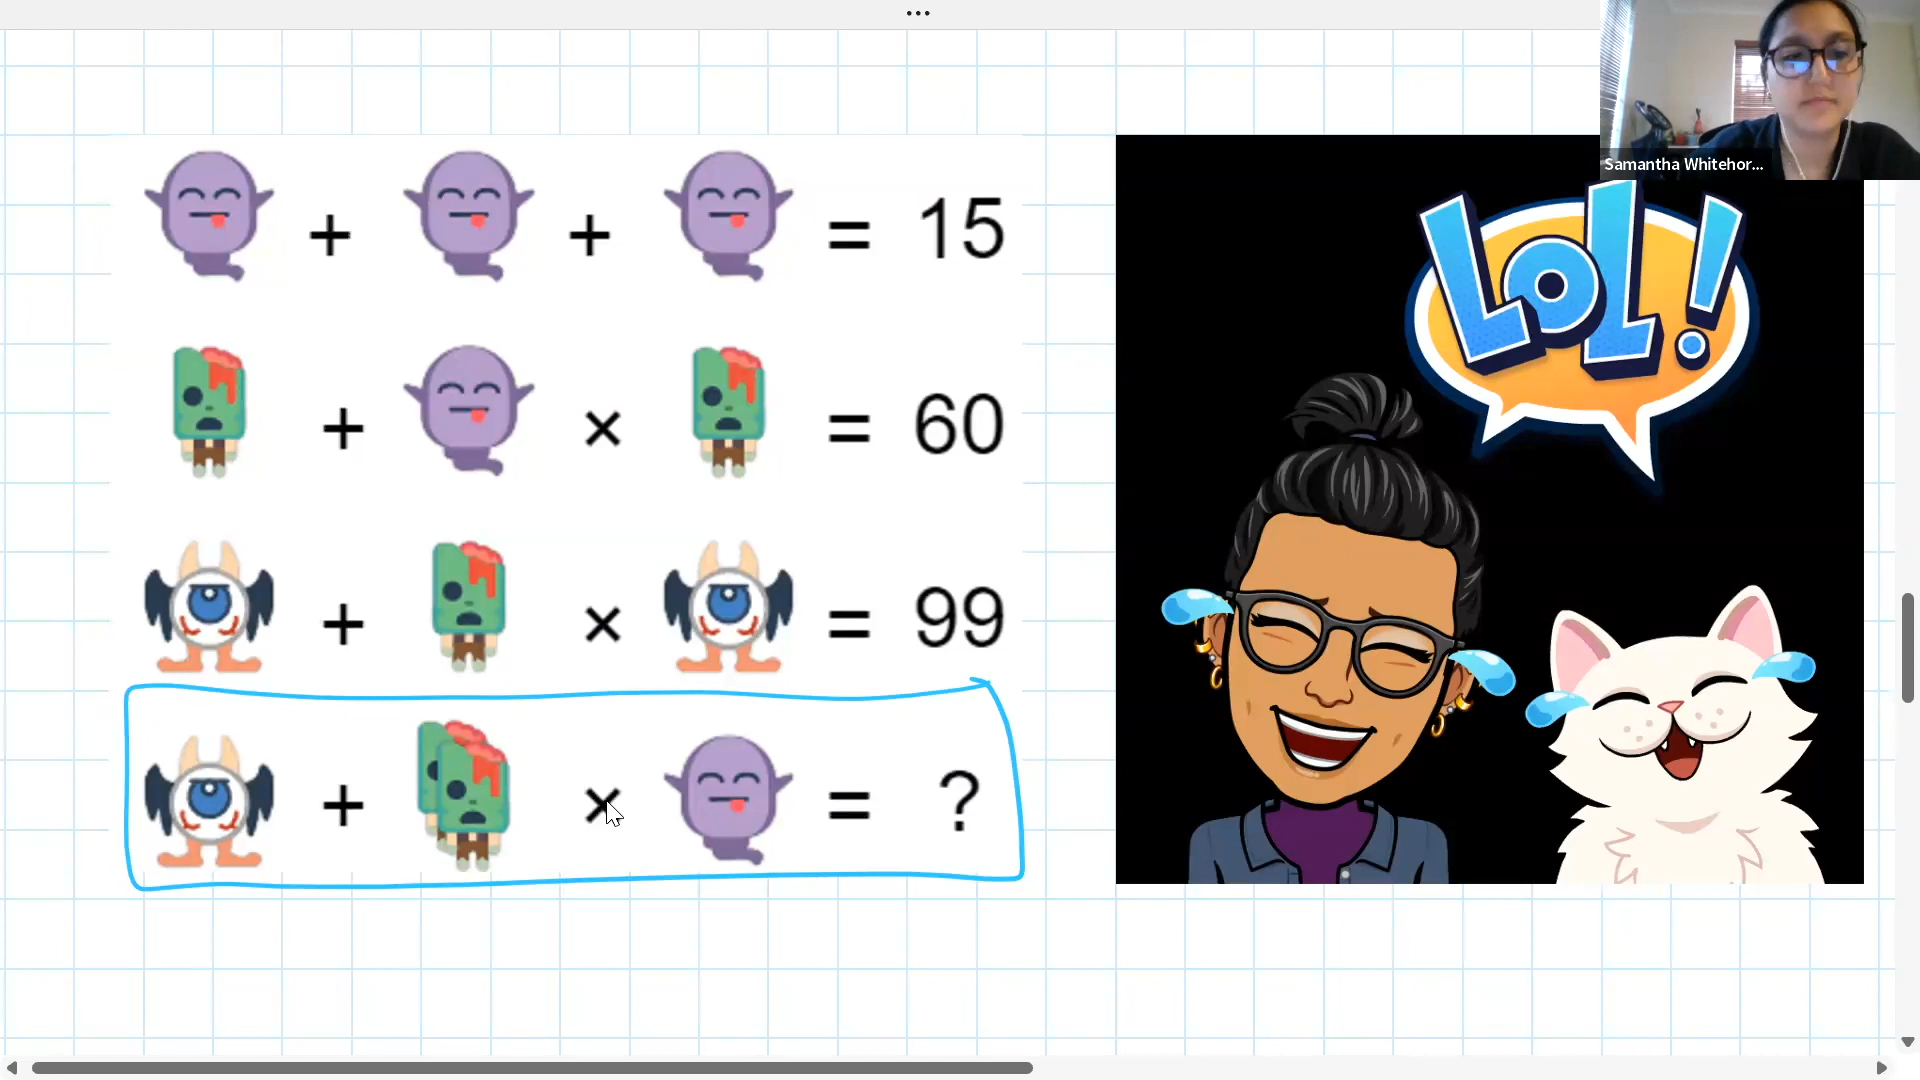 Samantha Whitehor...
+ + = 15
+ × = 60
+ × = 99
+ × = ?
LOL!